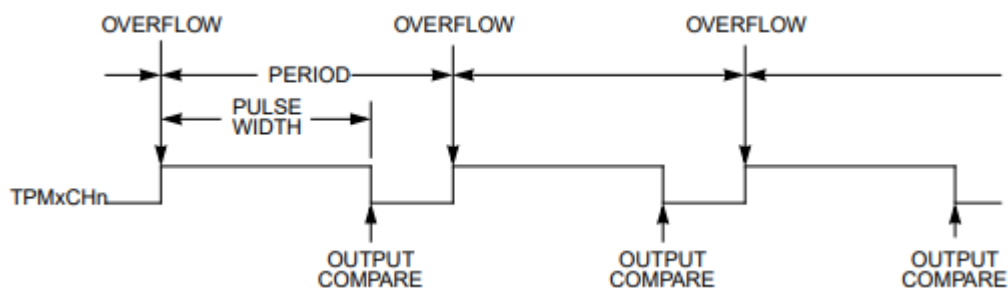 OVERFLOW OVERFLOW OVERFLOW
PERIOD
PULSE
WIDTH
TPMxCHn
OUTPUT COMPARE
OUTPUT COMPARE
OUTPUT COMPARE